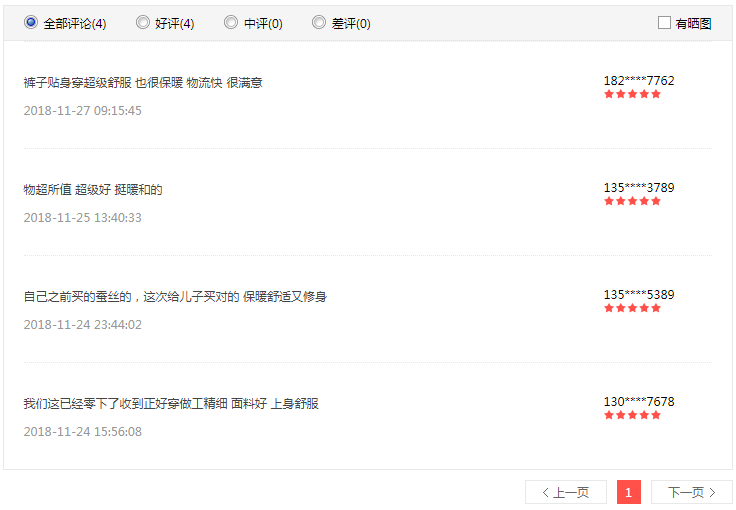 全部评论(4) 好评(4) 中评(0) 差评(0) 有晒图
裤子贴身穿超级舒服 也很保暖 物流快 很满意 182****7762
2018-11-27 09:15:45
物超所值 超级好 挺暖和的 135****3789
2018-11-25 13:40:33
自己之前买的蚕丝的，这次给儿子买对的 保暖舒适又修身 135****5389
2018-11-24 23:44:02
我们这已经零下了收到正好穿做工精细 面料好 上身舒服 130****7678
2018-11-24 15:56:08
上一页 1 下一页